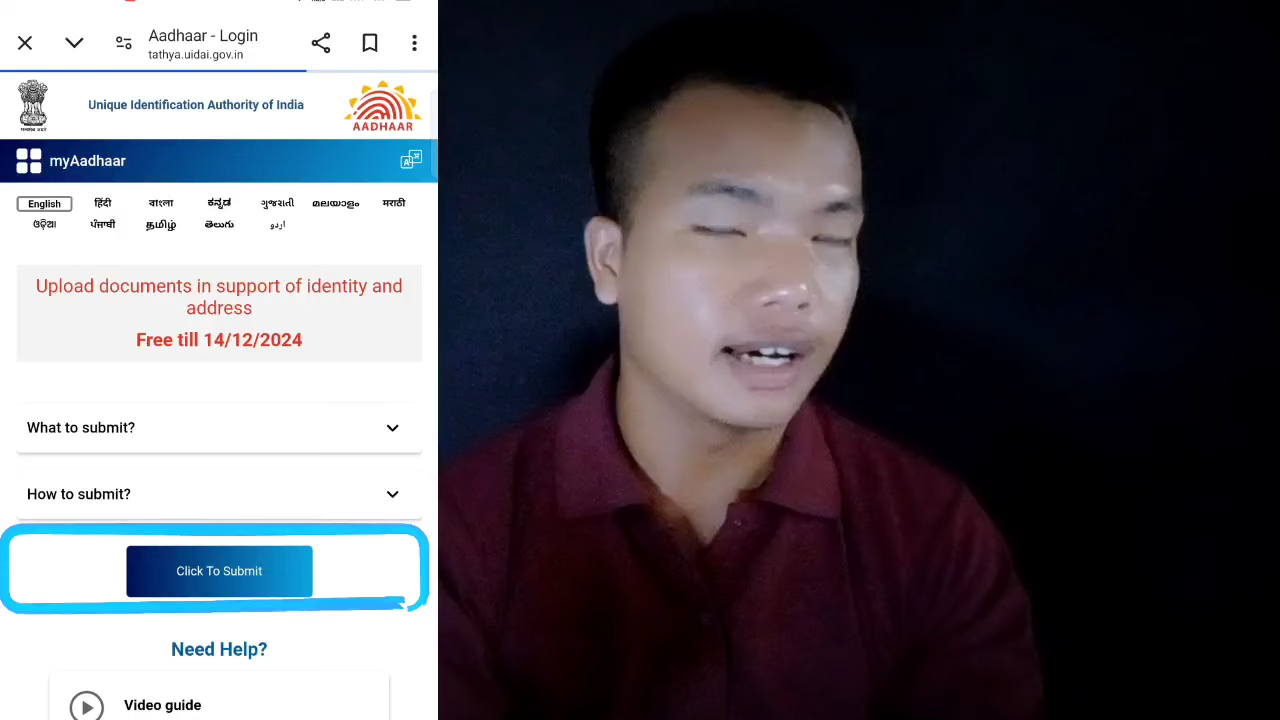 Aadhaar - Login
tathya.uidai.gov.in
Unique Identification Authority of India
AADHAAR
myAadhaar
English हिंदी বাংলা ಕನ್ನಡ ગુજરાતી മലയാളം मराठी
ଓଡ଼ିଆ ਪੰਜਾਬੀ தமிழ் తెలుగు اردو
Upload documents in support of identity and
address
Free till 14/12/2024
What to submit?
How to submit?
Click To Submit
Need Help?
Video guide